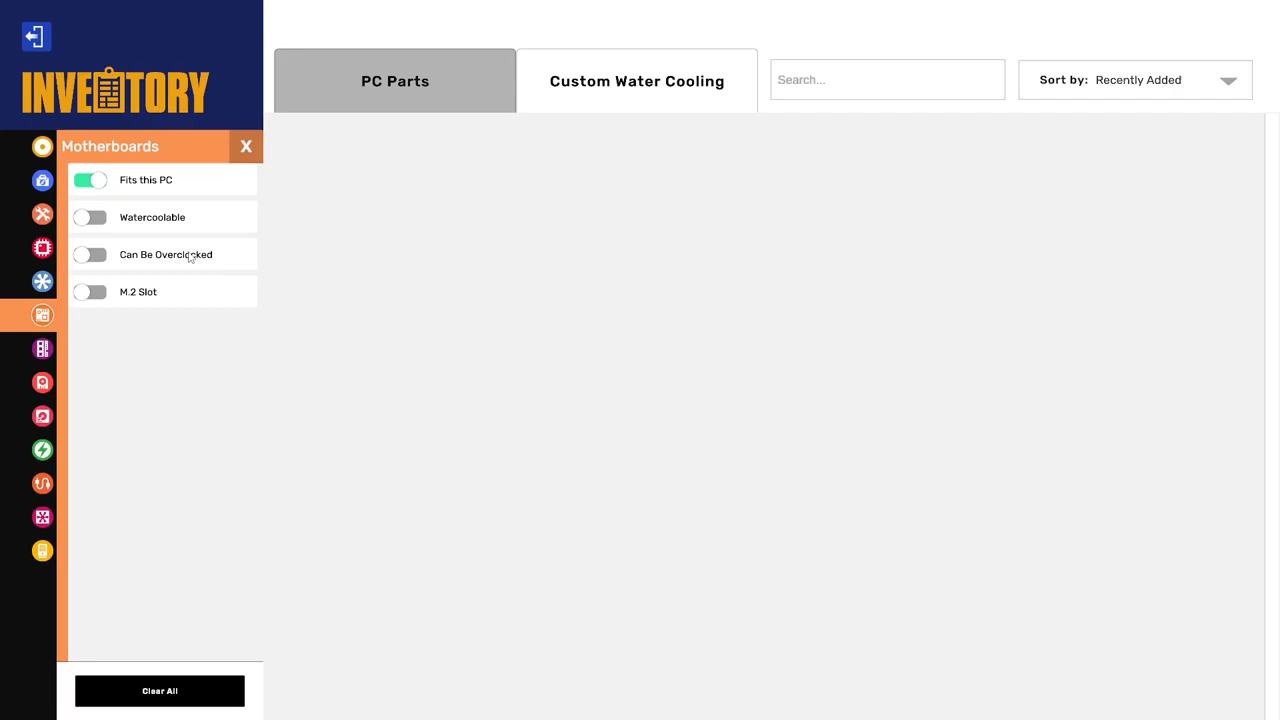 INVENTORY
PC Parts
Custom Water Cooling
Search...
Sort by: Recently Added
Motherboards
X
Fits this PC
Watercoolable
Can Be Overclocked
M.2 Slot
Clear All